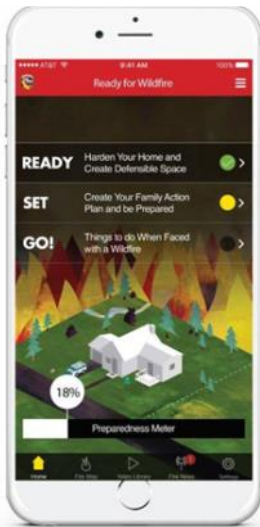 AT&T
9:41 AM
100%
Ready for Wildfire
READY
Harden Your Home and
Create Defensible Space
SET
Create Your Family Action
Plan and be Prepared
GO!
Things to do When Faced
with a Wildfire
18%
Preparedness Meter
Home
Fire Map
Video Library
Fire News
Settings